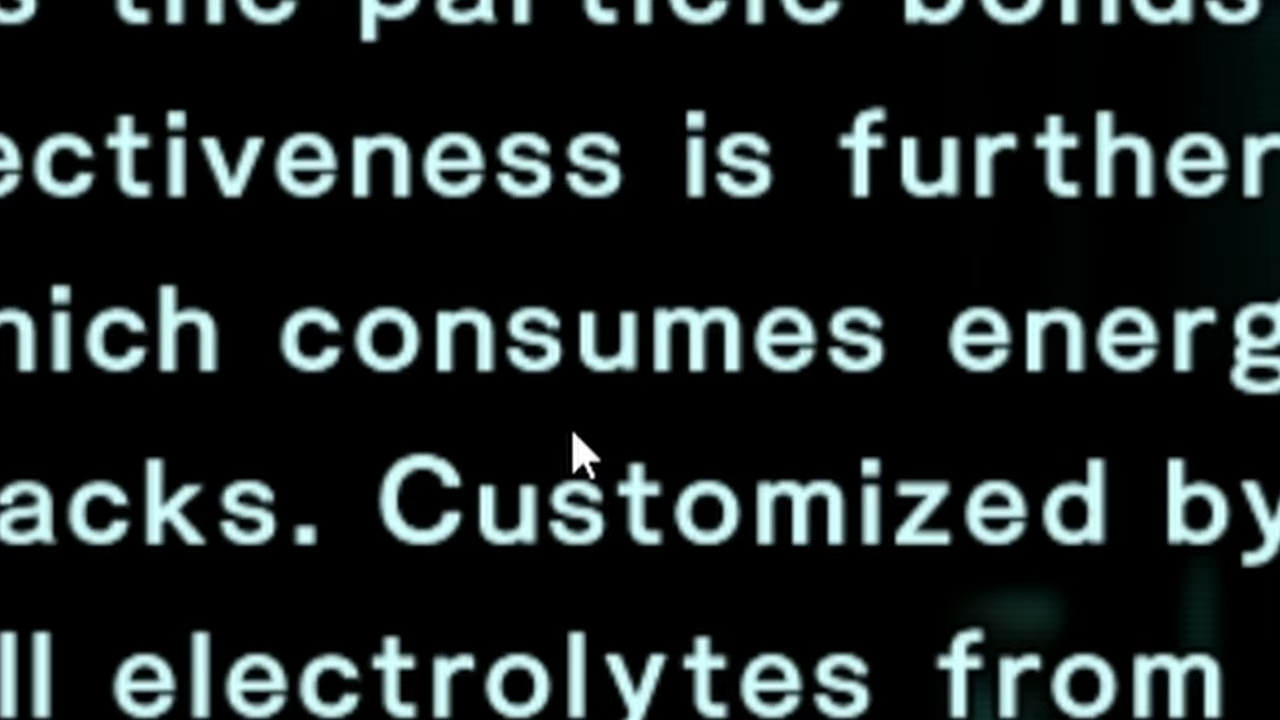 s the particle bonds
ectiveness is further
hich consumes energ
acks. Customized by
ll electrolytes from